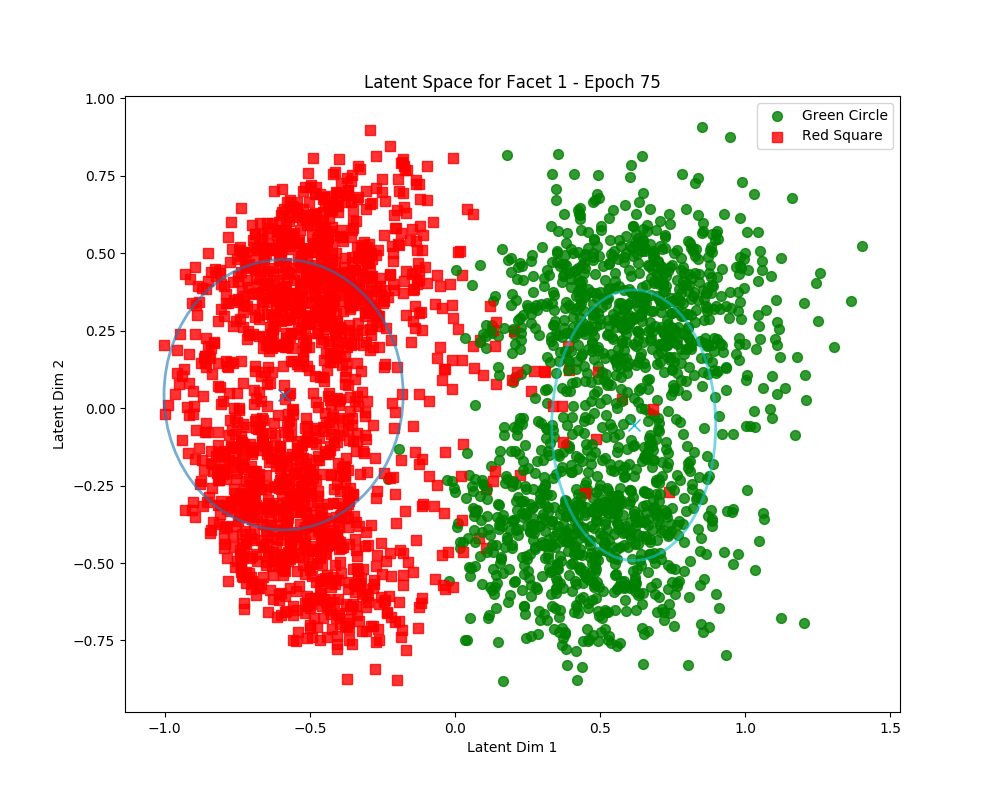 Latent Space for Facet 1 - Epoch 75
Green Circle
Red Square
1.00
0.75
0.50
0.25
0.00
−0.25
−0.50
−0.75
Latent Dim 2
−1.0
−0.5
0.0
0.5
1.0
1.5
Latent Dim 1